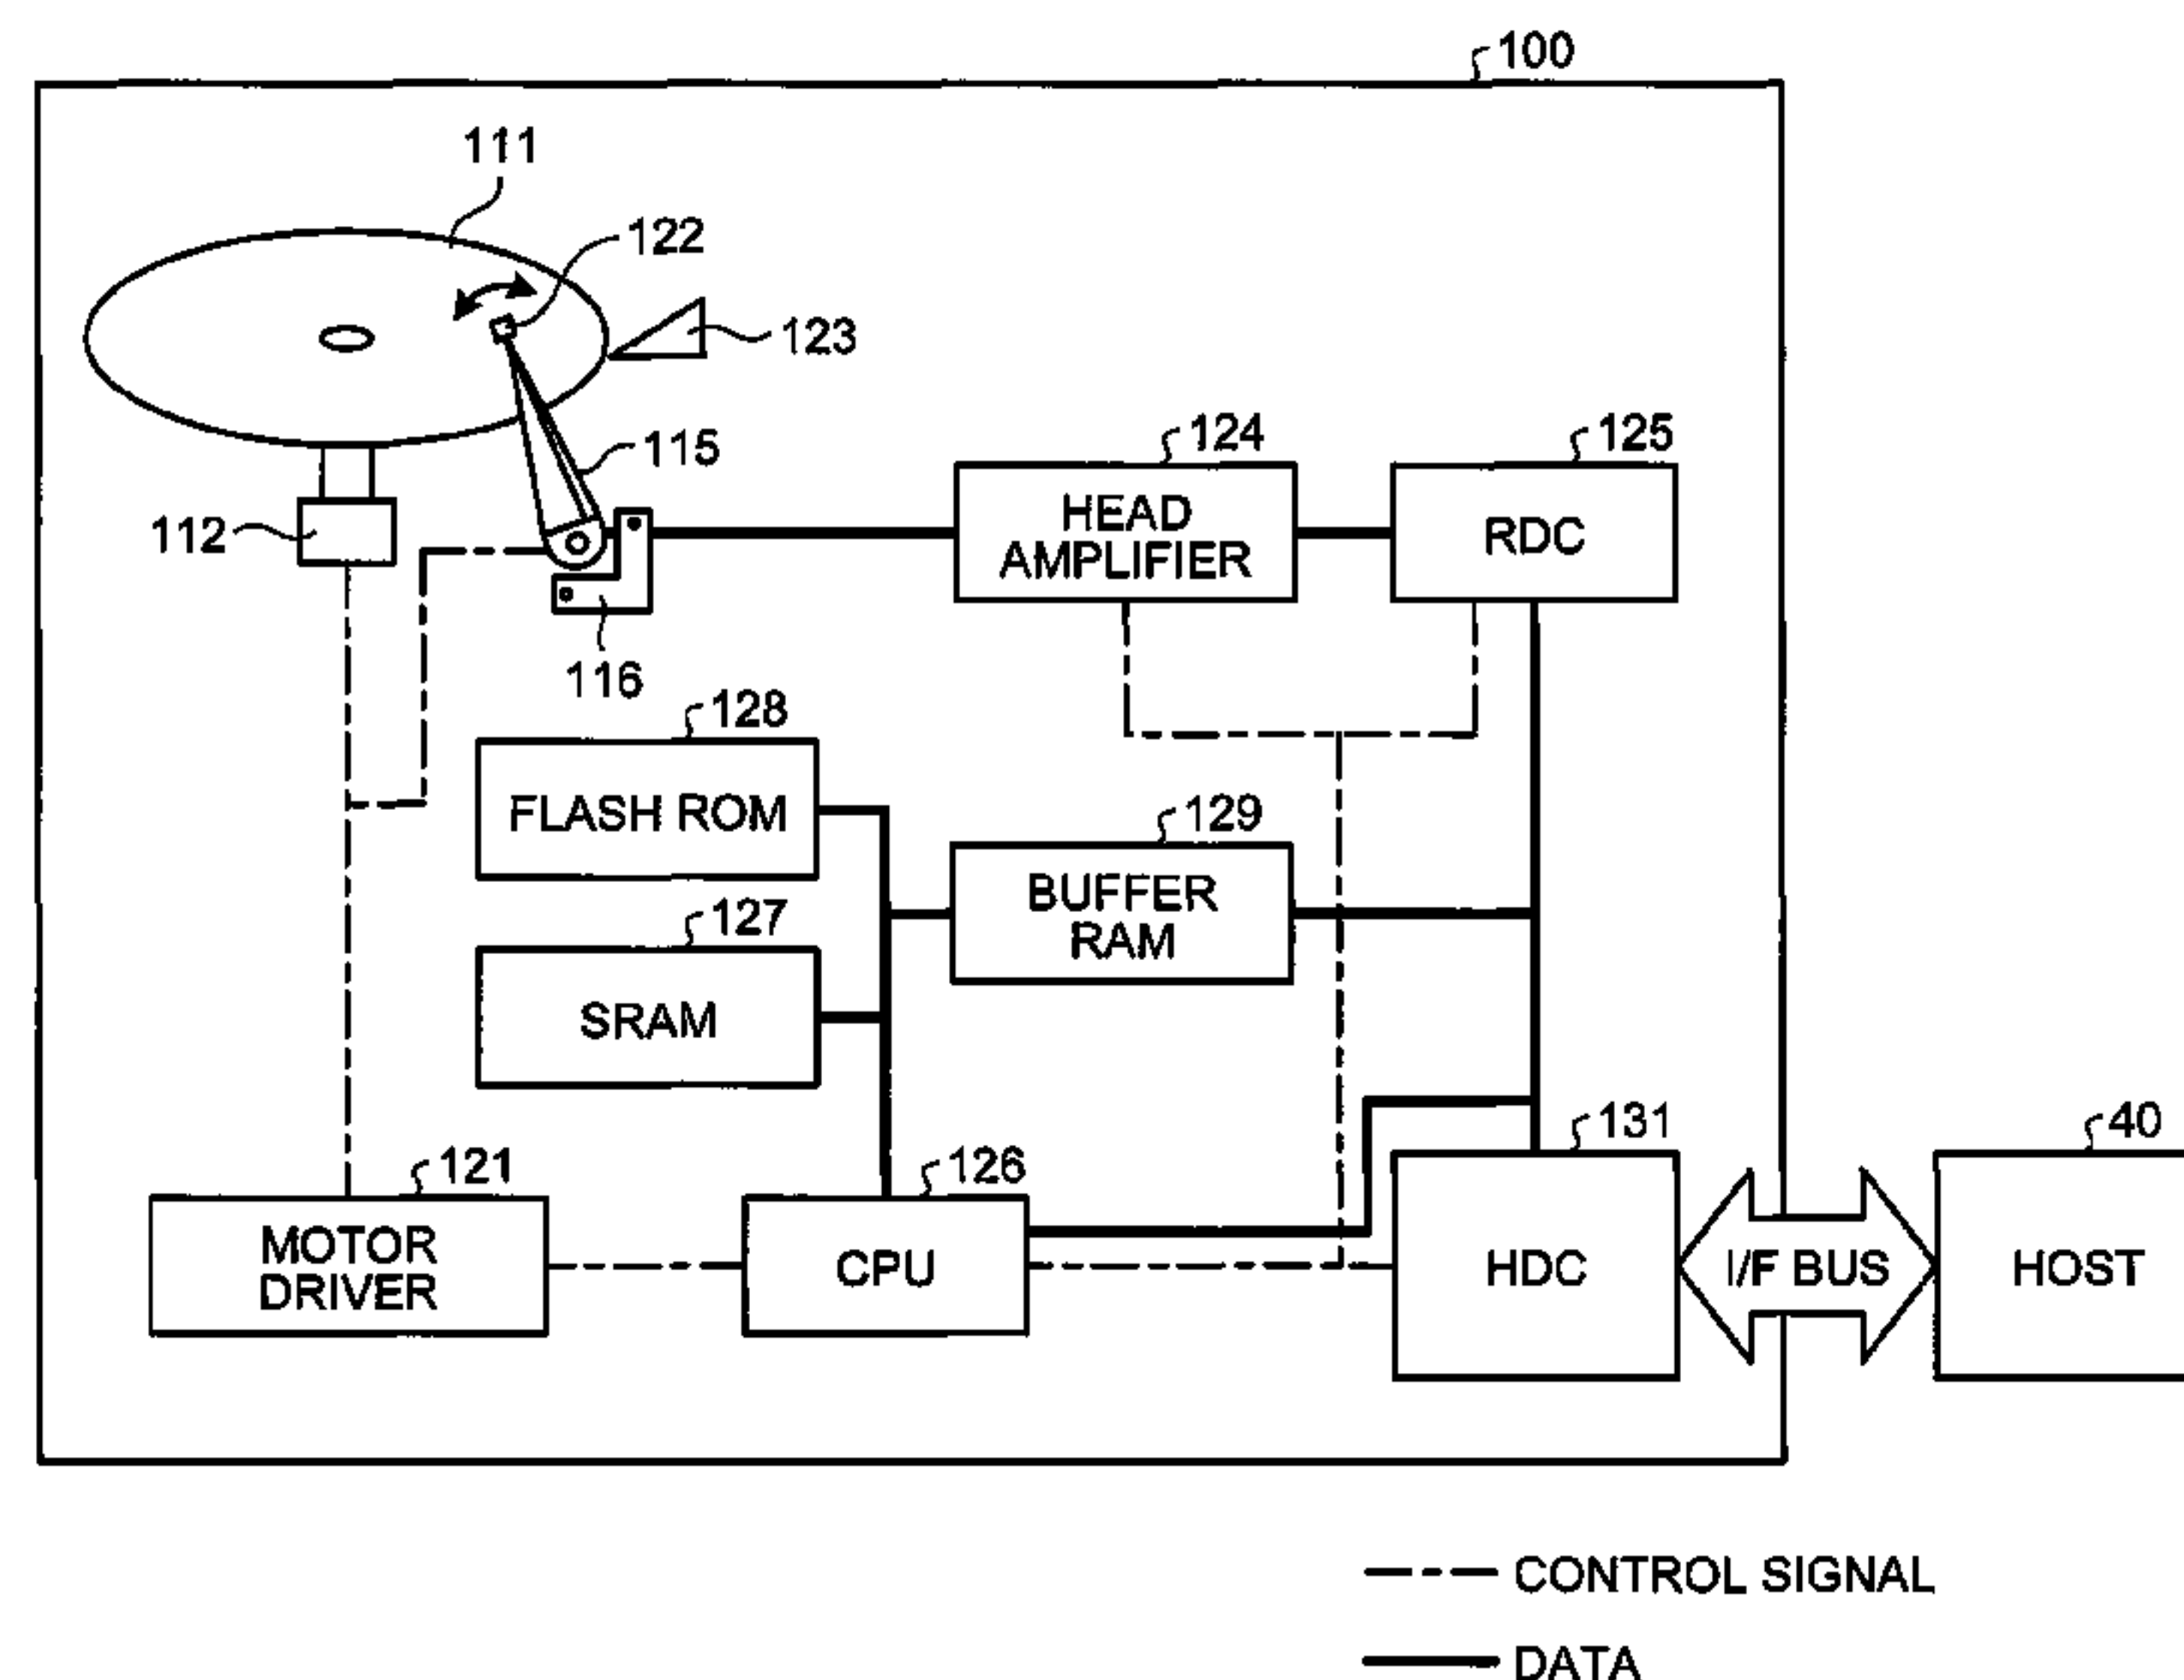 100
111
122
123
115
124
125
112
HEAD
AMPLIFIER
RDC
116
128
FLASH ROM
129
BUFFER
RAM
127
SRAM
131
40
121
126
MOTOR
DRIVER
CPU
HDC
I/F BUS
HOST
CONTROL SIGNAL
DATA